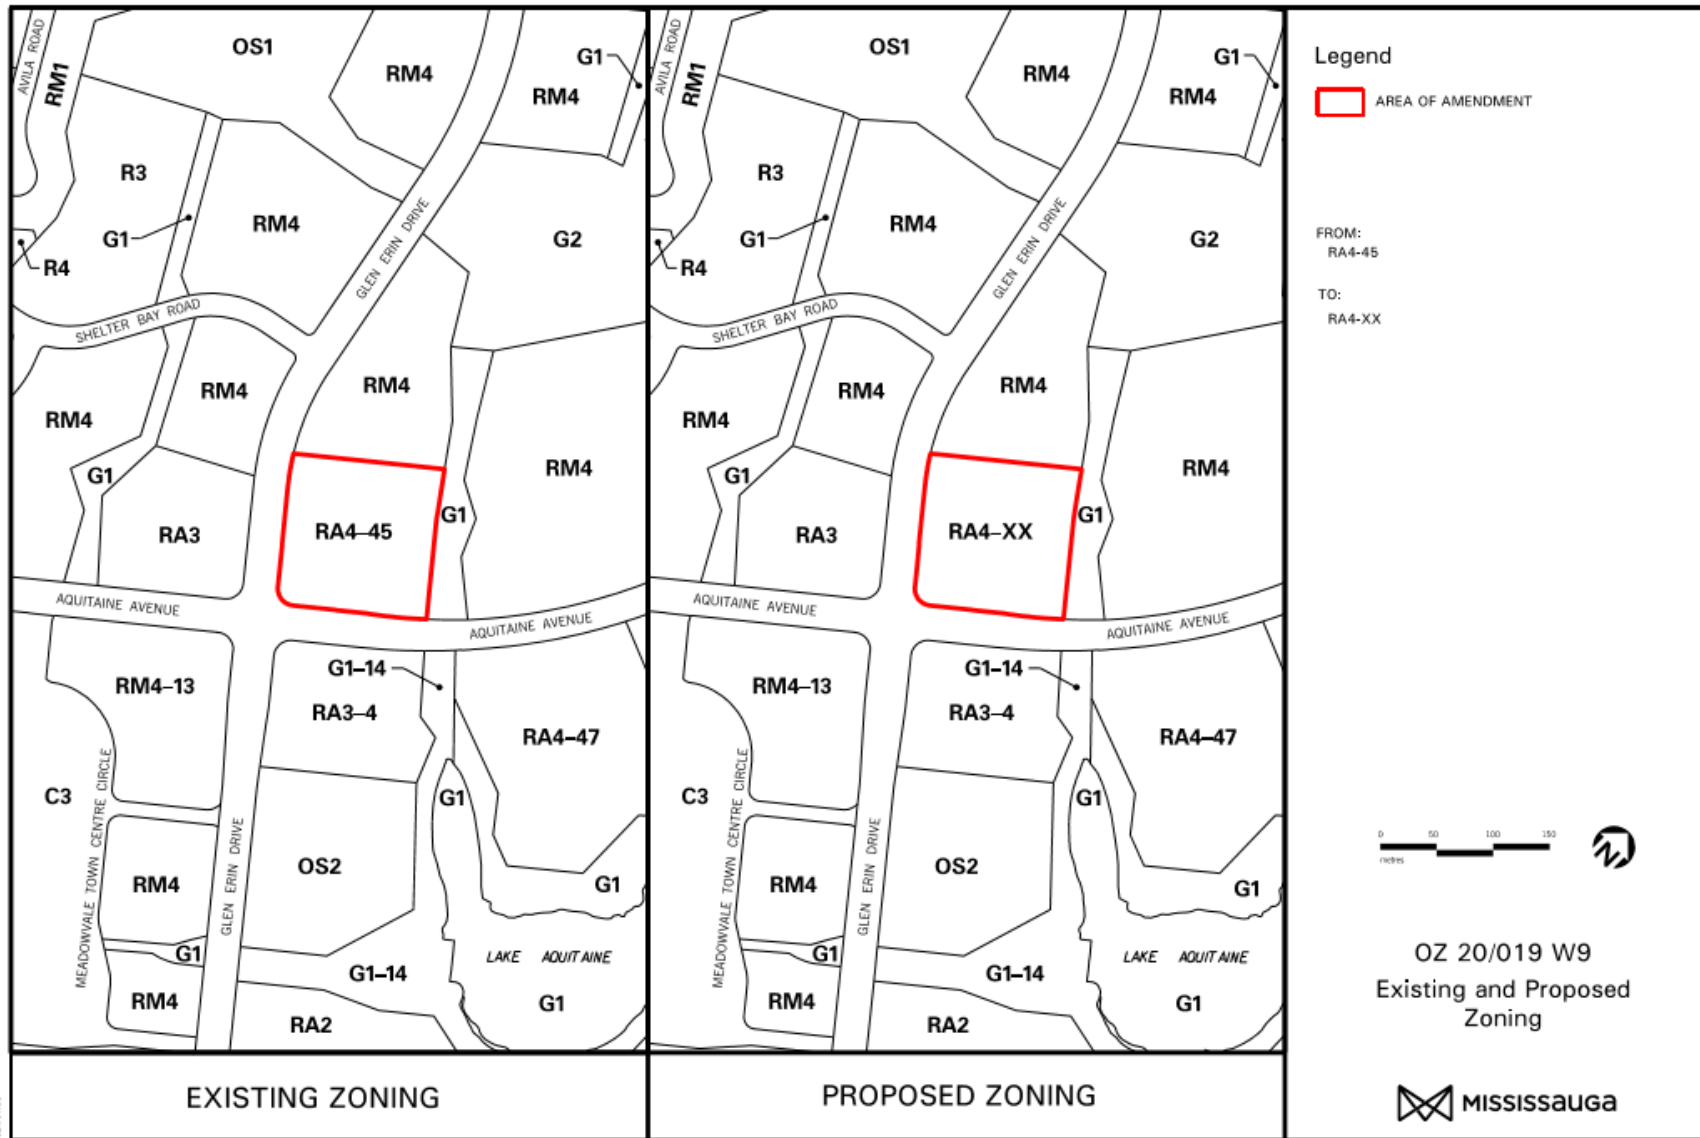 OS1
RM4
G1
RM4
AVILA ROAD
RM1
R3
G1
RM4
R4
G2
GLEN ERIN DRIVE
SHELTER BAY ROAD
RM4
RM4
RM4
G1
RM4
RA3
RA4-45
G1
AQUITAINE AVENUE
AQUITAINE AVENUE
RM4-13
G1-14
RA3-4
RA4-47
C3
MEADOWVALE TOWN CENTRE CIRCLE
G1
RM4
GLEN ERIN DRIVE
OS2
G1
G1
LAKE AQUITAINE
G1-14
G1
RM4
RA2
EXISTING ZONING
OS1
RM4
G1
RM4
AVILA ROAD
RM1
R3
G1
RM4
R4
G2
GLEN ERIN DRIVE
SHELTER BAY ROAD
RM4
RM4
RM4
G1
RM4
RA3
RA4-XX
G1
AQUITAINE AVENUE
AQUITAINE AVENUE
RM4-13
G1-14
RA3-4
RA4-47
C3
MEADOWVALE TOWN CENTRE CIRCLE
G1
RM4
GLEN ERIN DRIVE
OS2
G1
G1
LAKE AQUITAINE
G1-14
G1
RM4
RA2
PROPOSED ZONING
Legend
AREA OF AMENDMENT
FROM:
RA4-45
TO:
RA4-XX
0 50 100 150
metres
OZ 20/019 W9
Existing and Proposed
Zoning
MISSISSAUGA